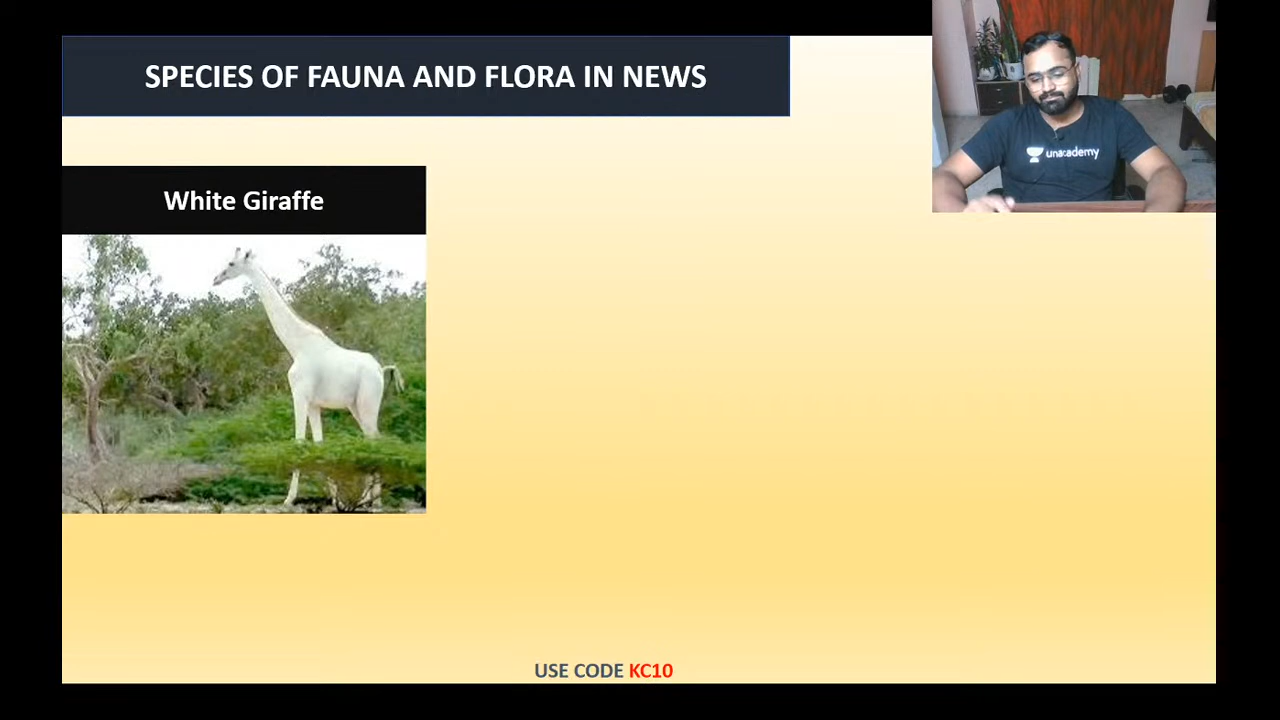 SPECIES OF FAUNA AND FLORA IN NEWS
unacademy
White Giraffe
USE CODE KC10